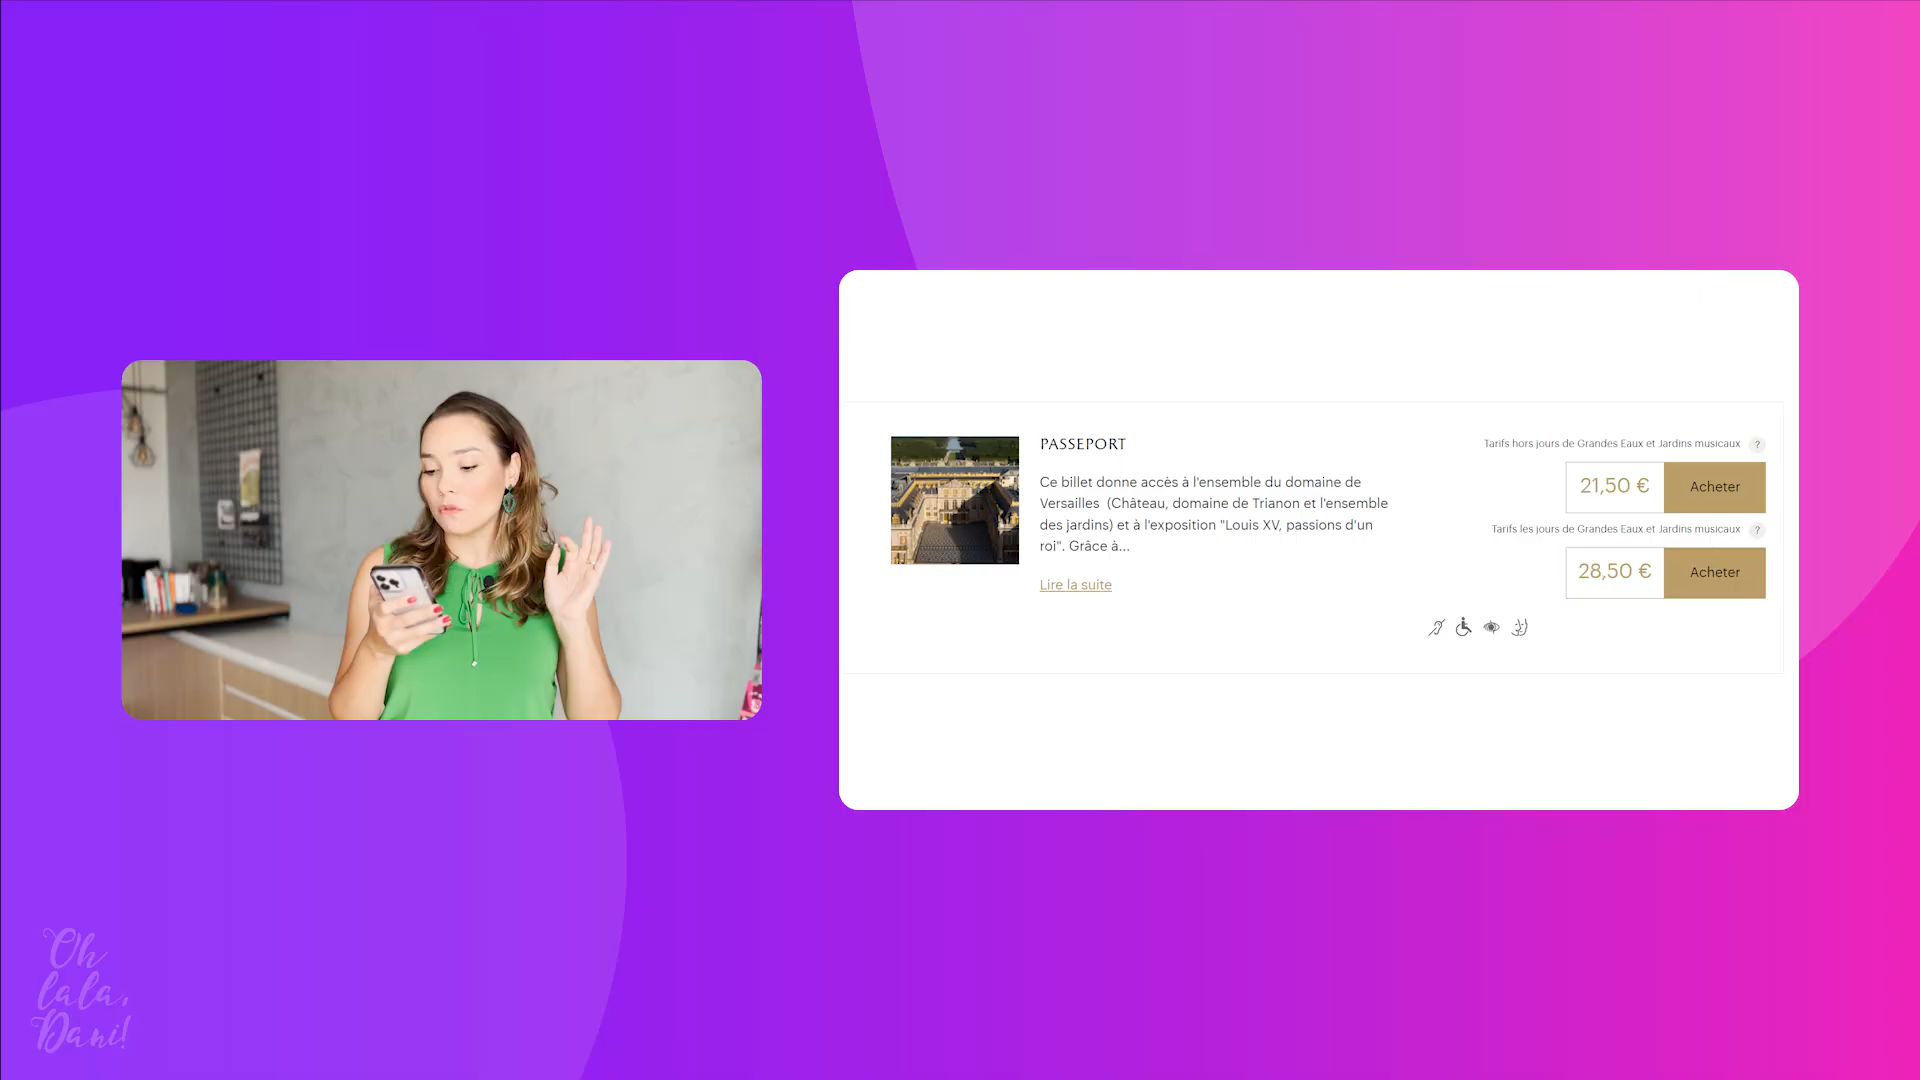 PASSEPORT
Ce billet donne accès à l'ensemble du domaine de
Versailles (Château, domaine de Trianon et l'ensemble
des jardins) et à l'exposition "Louis XV, passions d'un
roi". Grâce à...
Lire la suite
Tarifs hors jours de Grandes Eaux et Jardins musicaux ?
21,50 € Acheter
Tarifs les jours de Grandes Eaux et Jardins musicaux ?
28,50 € Acheter
Oh
lala,
Dani!